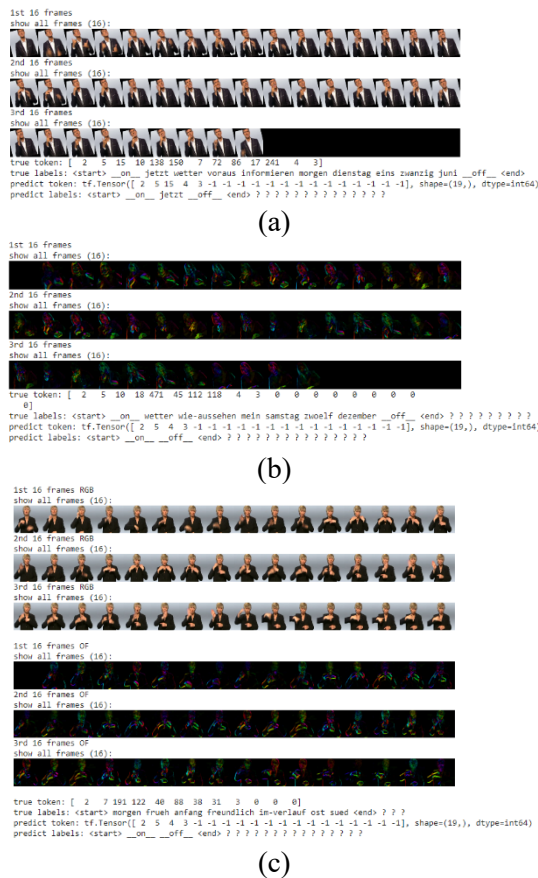 1st 16 frames
show all frames (16):
2nd 16 frames
show all frames (16):
3rd 16 frames
show all frames (16):
true token: [ 2 5 15 10 138 150 7 72 86 17 241 4 3]
true labels: <start> __on__ jetzt wetter voraus informieren morgen dienstag eins zwanzig juni __off__ <end>
predict token: tf.Tensor([ 2 5 15 4 3 -1 -1 -1 -1 -1 -1 -1 -1 -1 -1 -1 -1 -1 -1], shape=(19,), dtype=int64)
predict labels: <start> __on__ jetzt __off__ <end> ? ? ? ? ? ? ? ? ? ? ? ? ? ?
(a)
1st 16 frames
show all frames (16):
2nd 16 frames
show all frames (16):
3rd 16 frames
show all frames (16):
true token: [ 2 5 10 18 471 45 112 118 4 3 0 0 0 0 0 0 0 0
0]
true labels: <start> __on__ wetter wie-aussehen mein samstag zwoelf dezember __off__ <end> ? ? ? ? ? ? ? ? ?
predict token: tf.Tensor([ 2 5 4 3 -1 -1 -1 -1 -1 -1 -1 -1 -1 -1 -1 -1 -1 -1 -1], shape=(19,), dtype=int64)
predict labels: <start> __on__ __off__ <end> ? ? ? ? ? ? ? ? ? ? ? ? ? ? ?
(b)
1st 16 frames RGB
show all frames (16):
2nd 16 frames RGB
show all frames (16):
3rd 16 frames RGB
show all frames (16):
1st 16 frames OF
show all frames (16):
2nd 16 frames OF
show all frames (16):
3rd 16 frames OF
show all frames (16):
true token: [ 2 7 191 122 40 88 38 31 3 0 0 0]
true labels: <start> morgen frueh anfang freundlich im-verlauf ost sued <end> ? ? ?
predict token: tf.Tensor([ 2 5 4 3 -1 -1 -1 -1 -1 -1 -1 -1 -1 -1 -1 -1 -1 -1 -1], shape=(19,), dtype=int64)
predict labels: <start> __on__ __off__ <end> ? ? ? ? ? ? ? ? ? ? ? ? ? ? ?
(c)